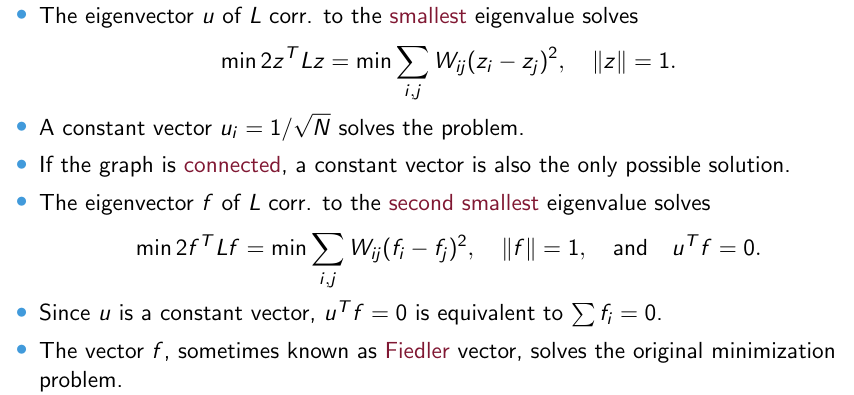 • The eigenvector u of L corr. to the smallest eigenvalue solves
min 2zᵀLz = min ∑_{i,j} W_{ij}(z_i − z_j)², ‖z‖ = 1.
• A constant vector u_i = 1/√N solves the problem.
• If the graph is connected, a constant vector is also the only possible solution.
• The eigenvector f of L corr. to the second smallest eigenvalue solves
min 2fᵀLf = min ∑_{i,j} W_{ij}(f_i − f_j)², ‖f‖ = 1, and uᵀf = 0.
• Since u is a constant vector, uᵀf = 0 is equivalent to ∑ f_i = 0.
• The vector f, sometimes known as Fiedler vector, solves the original minimization
problem.